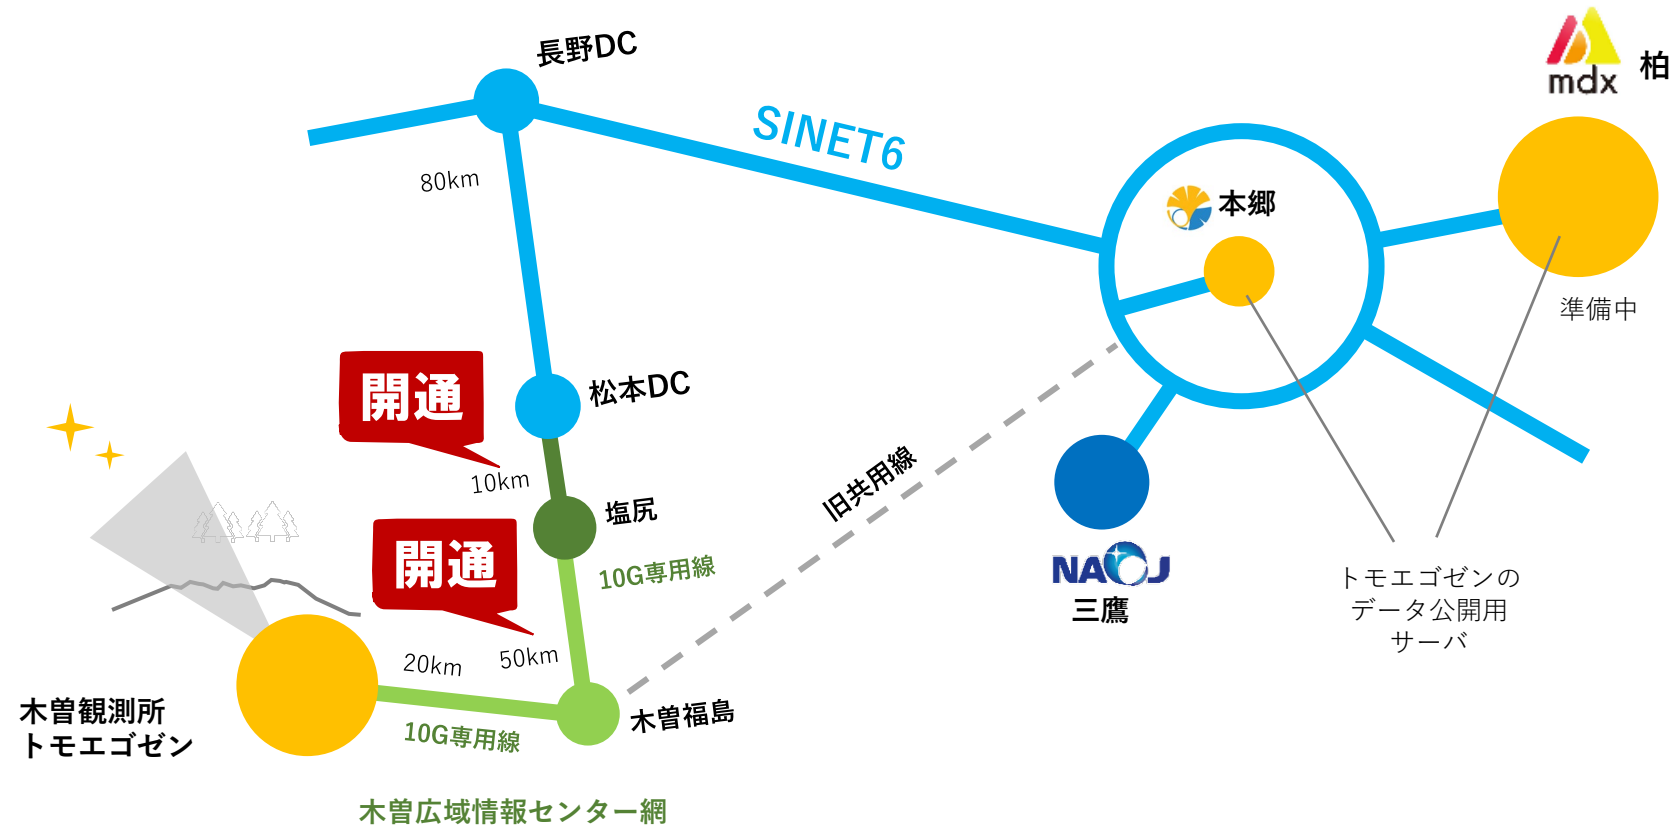 長野DC
mdx
柏
SINET6
80km
本郷
準備中
開通
松本DC
10km
塩尻
旧共用線
開通
10G専用線
NAOJ
三鷹
トモエゴゼンの
データ公開用
サーバ
20km
50km
木曽観測所
トモエゴゼン
10G専用線
木曽福島
木曽広域情報センター網